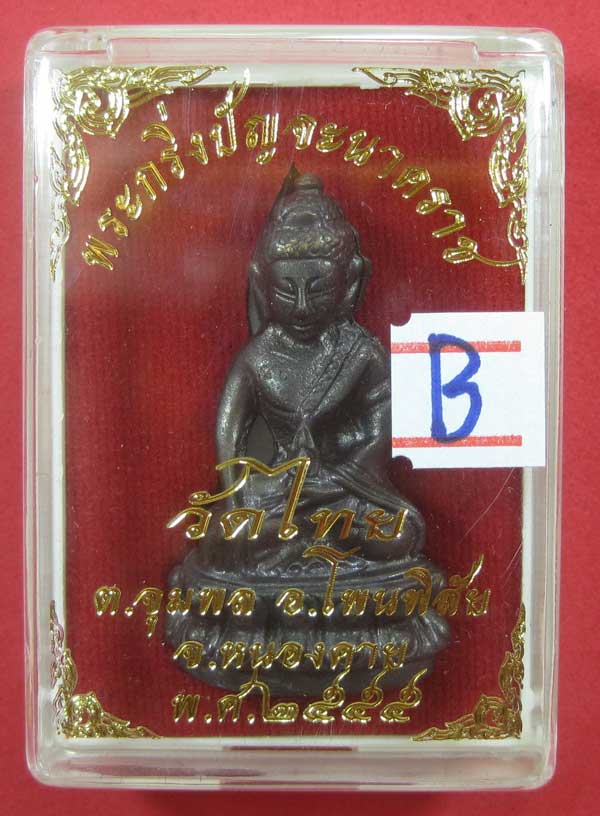 พระกริ่งปัญจะนาคราช
B
วัดไทย
ต.จุมพล อ.โพนพิสัย
จ.หนองคาย
พ.ศ.๒๕๔๕